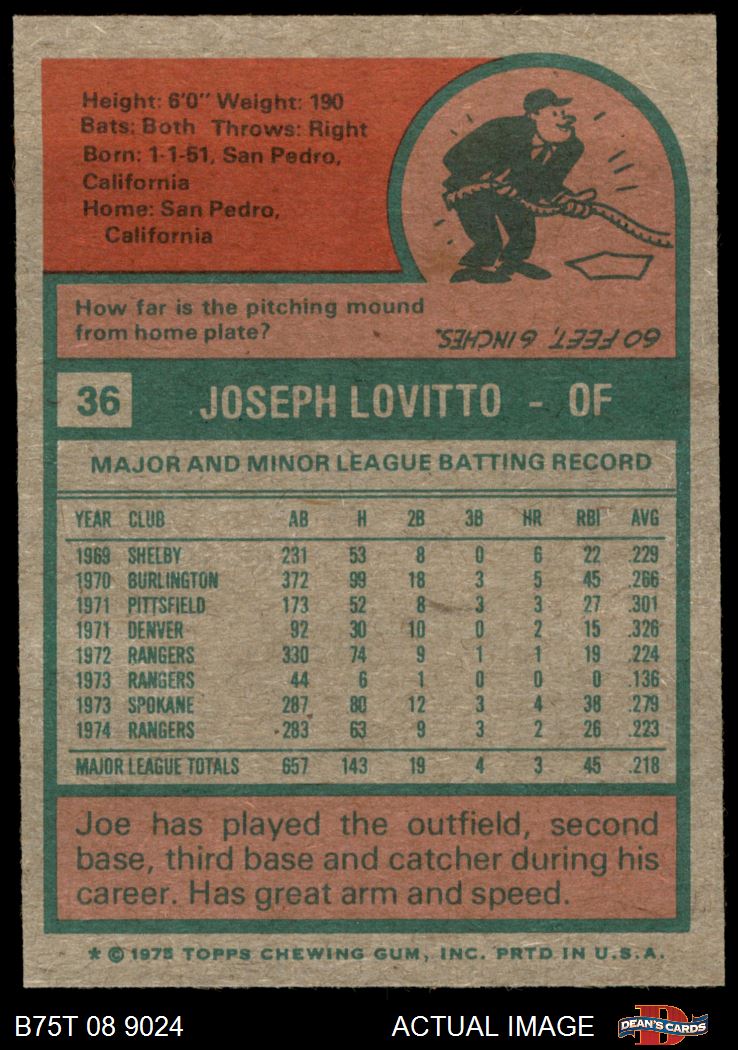 Height: 6'0" Weight: 190
Bats: Both Throws: Right
Born: 1-1-51, San Pedro,
California
Home: San Pedro,
California
How far is the pitching mound
from home plate?
60 FEET, 6 INCHES.
36 JOSEPH LOVITTO - OF
MAJOR AND MINOR LEAGUE BATTING RECORD
YEAR CLUB AB H 2B 3B HR RBI AVG
1969 SHELBY 231 53 8 0 6 22 .229
1970 BURLINGTON 372 99 18 3 5 45 .266
1971 PITTSFIELD 173 52 8 3 3 27 .301
1971 DENVER 92 30 10 0 2 15 .326
1972 RANGERS 330 74 9 1 1 19 .224
1973 RANGERS 44 6 1 0 0 0 .136
1973 SPOKANE 287 80 12 3 4 38 .279
1974 RANGERS 283 63 9 3 2 26 .223
MAJOR LEAGUE TOTALS 657 143 19 4 3 45 .218
Joe has played the outfield, second
base, third base and catcher during his
career. Has great arm and speed.
* © 1975 TOPPS CHEWING GUM, INC. PRTD IN U.S.A.
B75T 08 9024 ACTUAL IMAGE DEAN'S CARDS